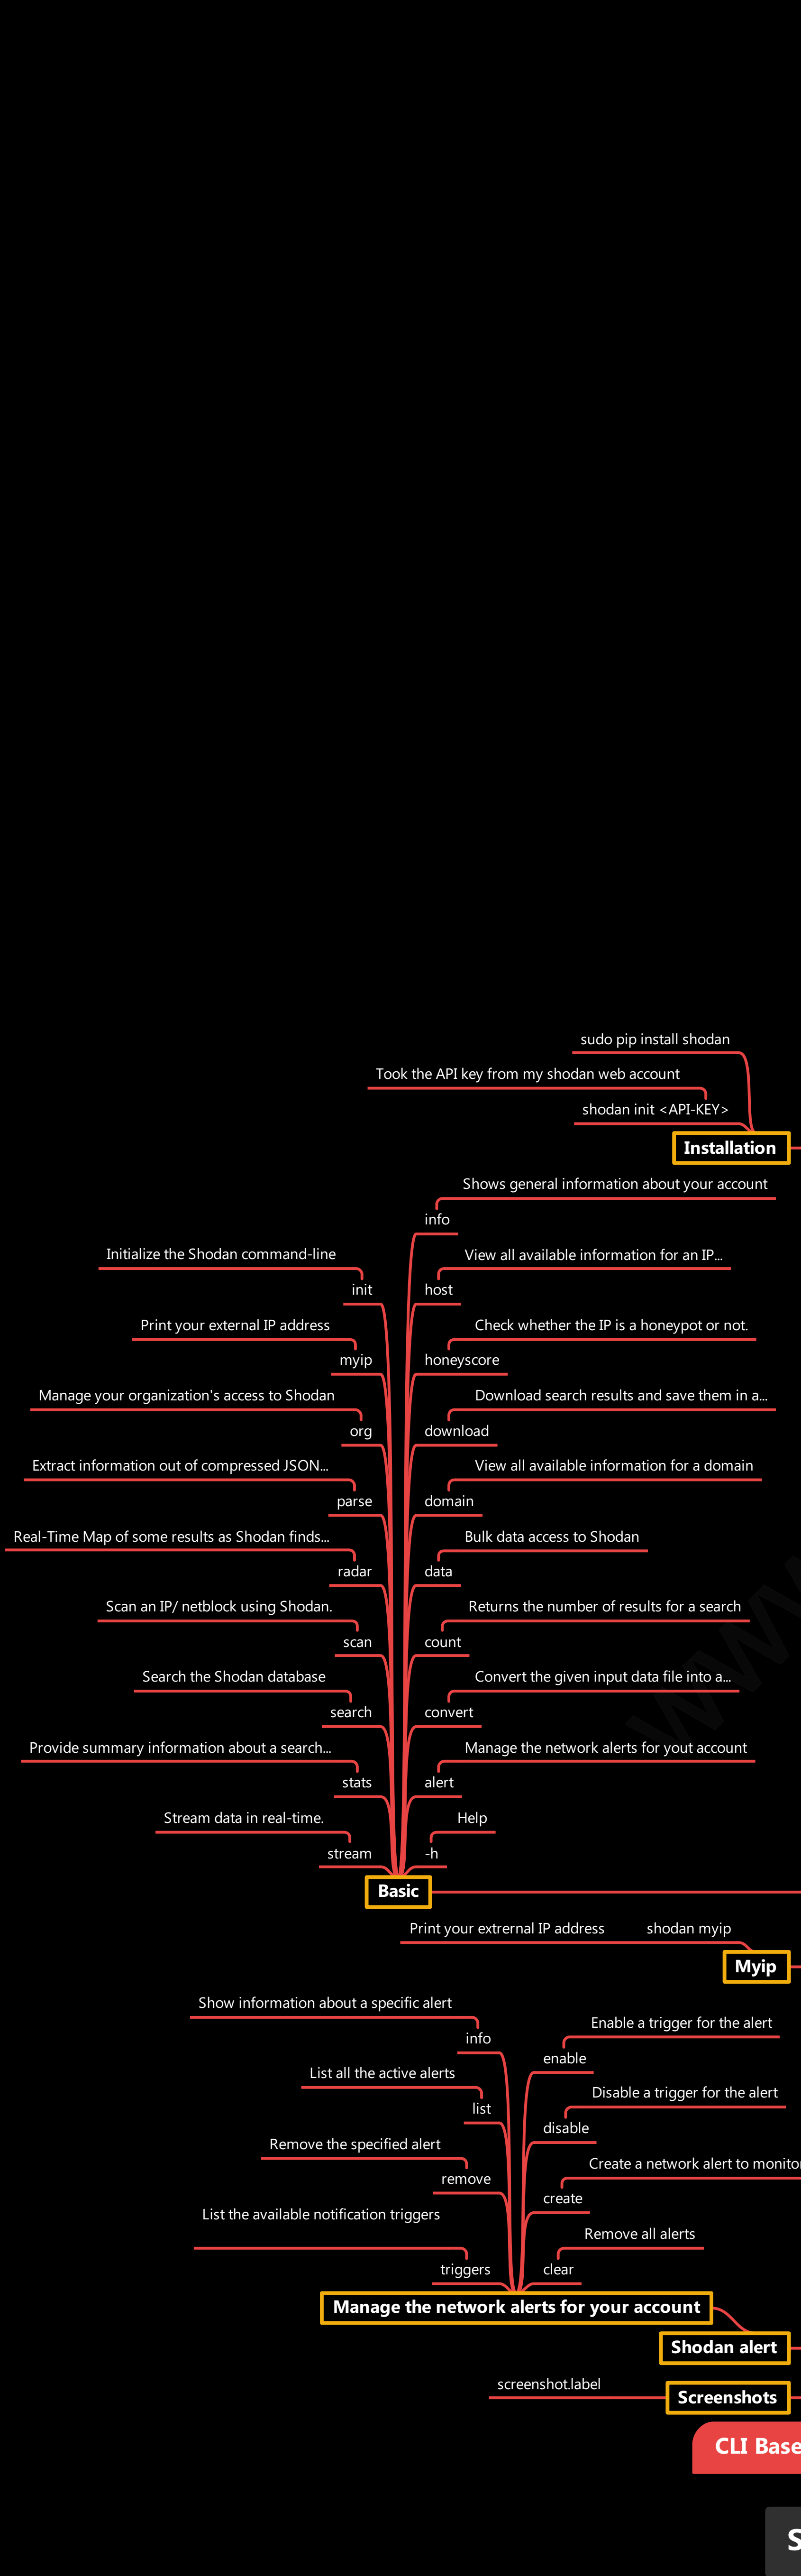 sudo pip install shodan
Took the API key from my shodan web account
shodan init <API-KEY>
Installation
Shows general information about your account
info
Initialize the Shodan command-line
View all available information for an IP...
init
host
Print your external IP address
Check whether the IP is a honeypot or not.
myip
honeyscore
Manage your organization's access to Shodan
Download search results and save them in a...
org
download
Extract information out of compressed JSON...
View all available information for a domain
parse
domain
Real-Time Map of some results as Shodan finds...
Bulk data access to Shodan
radar
data
Scan an IP/ netblock using Shodan.
Returns the number of results for a search
scan
count
Search the Shodan database
Convert the given input data file into a...
search
convert
Provide summary information about a search...
Manage the network alerts for yout account
stats
alert
Stream data in real-time.
Help
stream
-h
Basic
Print your extrernal IP address
shodan myip
Myip
Show information about a specific alert
Enable a trigger for the alert
info
enable
List all the active alerts
Disable a trigger for the alert
list
disable
Remove the specified alert
Create a network alert to monitor
remove
create
List the available notification triggers
Remove all alerts
triggers
clear
Manage the network alerts for your account
Shodan alert
screenshot.label
Screenshots
CLI Base
S